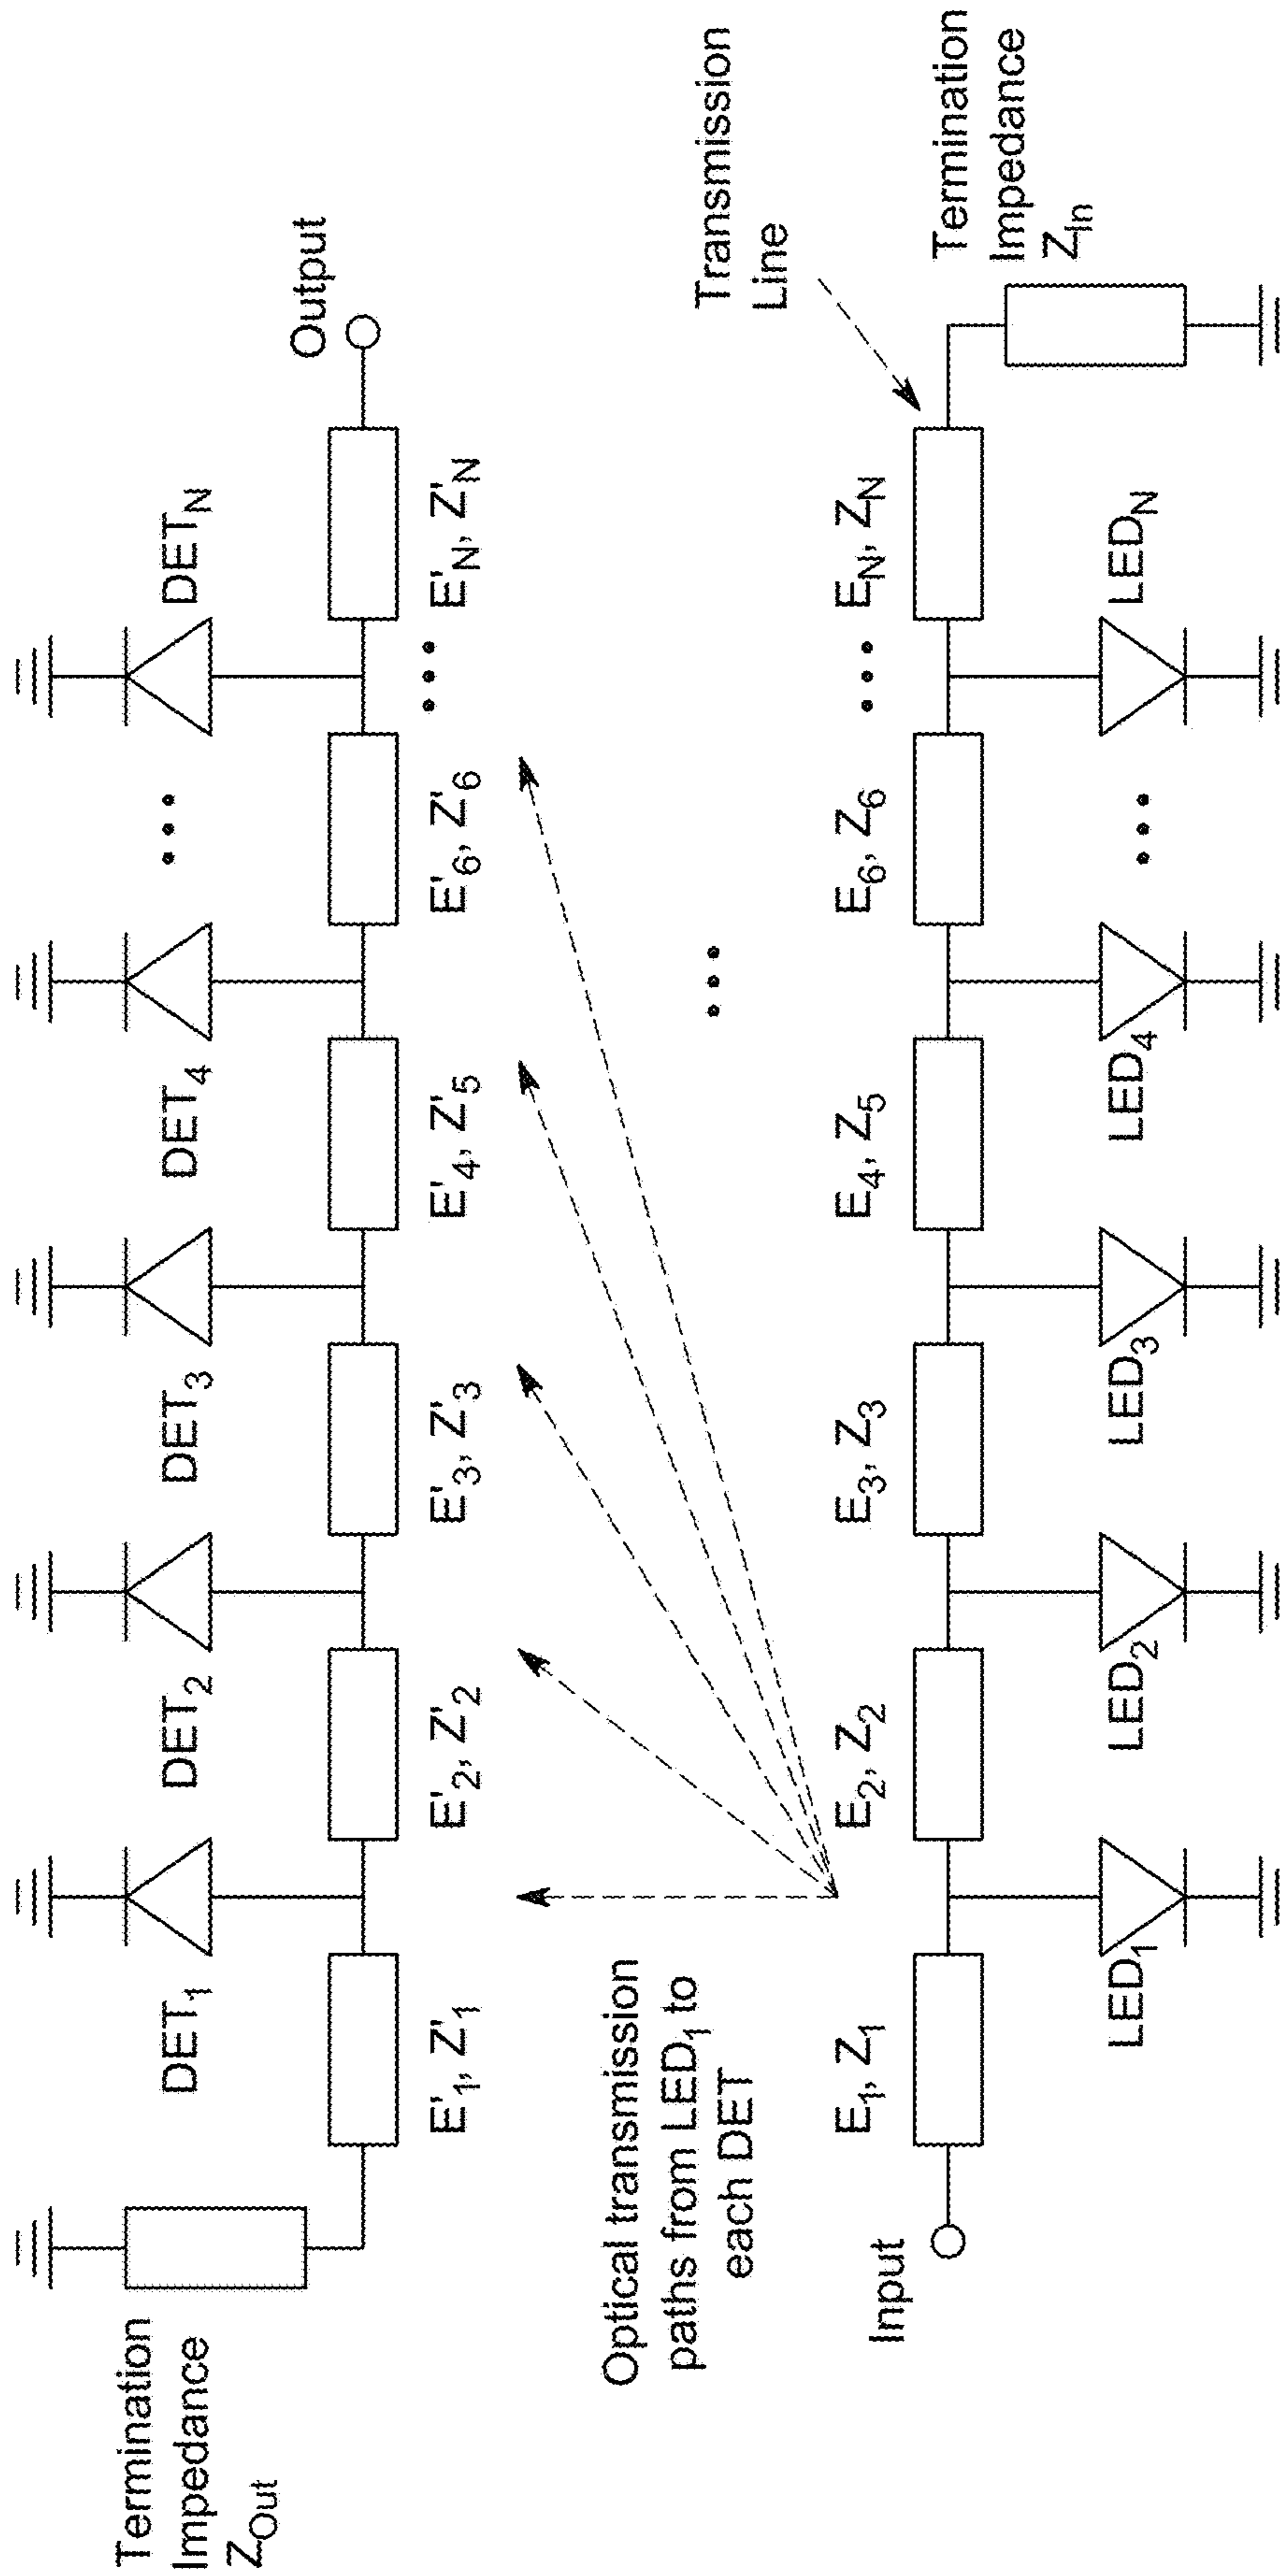 Termination
Impedance
Z_Out
DET_1
DET_2
DET_3
DET_4
• • •
DET_N
Output
E'_1, Z'_1
E'_2, Z'_2
E'_3, Z'_3
E'_4, Z'_5
E'_6, Z'_6
• • •
E'_N, Z'_N
Optical transmission
paths from LED_1 to
each DET
• • •
Transmission
Line
Input
E_1, Z_1
E_2, Z_2
E_3, Z_3
E_4, Z_5
E_6, Z_6
• • •
E_N, Z_N
Termination
Impedance
Z_In
LED_1
LED_2
LED_3
LED_4
• • •
LED_N